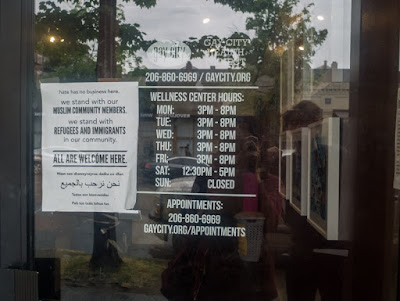 Hate has no business here.
we stand with our
MUSLIM COMMUNITY MEMBERS.
we stand with
REFUGEES AND IMMIGRANTS
in our community.
ALL ARE WELCOME HERE.
نحن نرحب بالجميع
GAY CITY
GAY CITY
HEALTH
206-860-6969 / GAYCITY.ORG
WELLNESS CENTER HOURS:
MON: 3PM - 8PM
TUE: 3PM - 8PM
WED: 3PM - 8PM
THU: 3PM - 8PM
FRI: 3PM - 8PM
SAT: 12:30PM - 5PM
SUN: CLOSED
APPOINTMENTS:
206-860-6969
GAYCITY.ORG/APPOINTMENTS